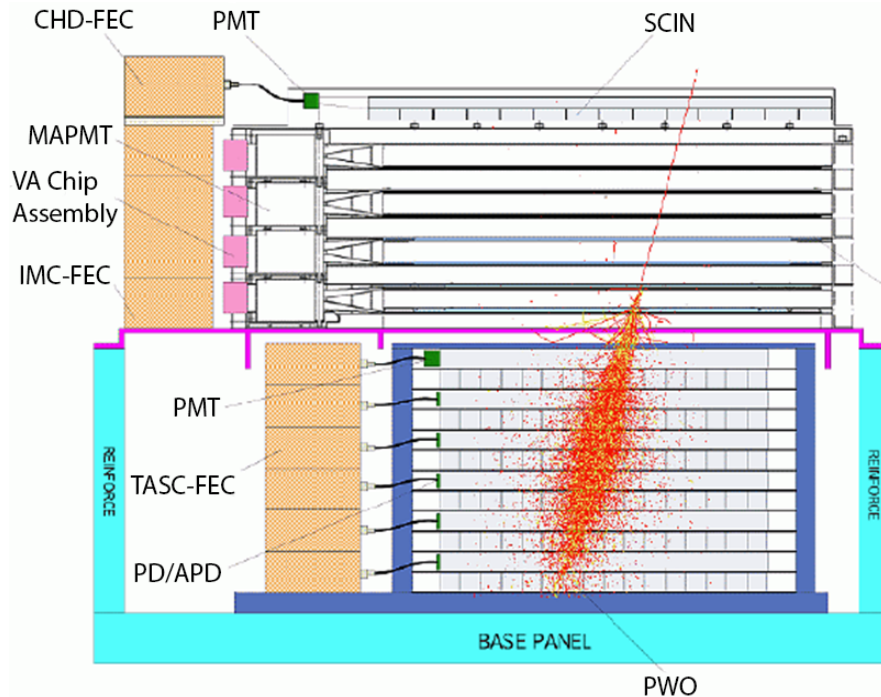 CHD-FEC
PMT
SCIN
MAPMT
VA Chip
Assembly
IMC-FEC
PMT
TASC-FEC
PD/APD
REINFORCE
REINFORCE
BASE PANEL
PWO